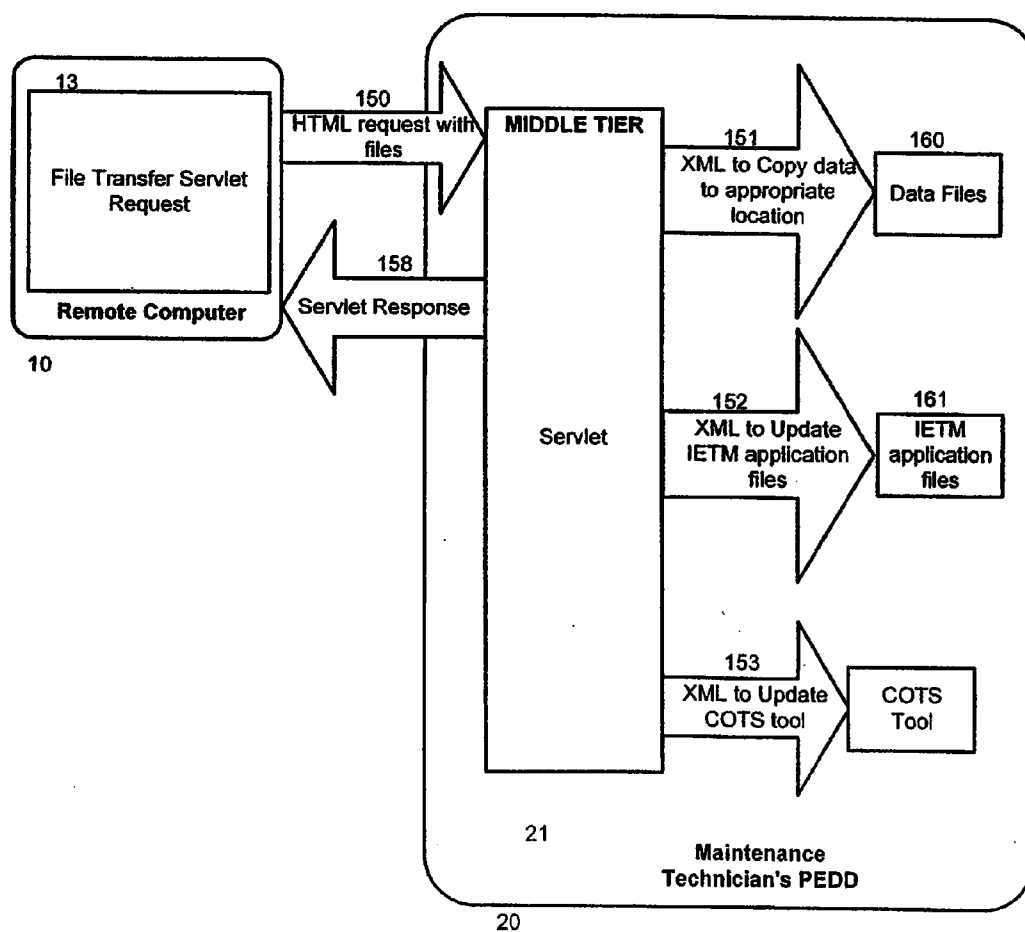 13
File Transfer Servlet
Request
Remote Computer
10
150
HTML request with
files
158
Servlet Response
MIDDLE TIER
Servlet
151
XML to Copy data
to appropriate
location
160
Data Files
152
XML to Update
IETM application
files
161
IETM
application
files
153
XML to Update
COTS tool
COTS
Tool
21
Maintenance
Technician's PEDD
20